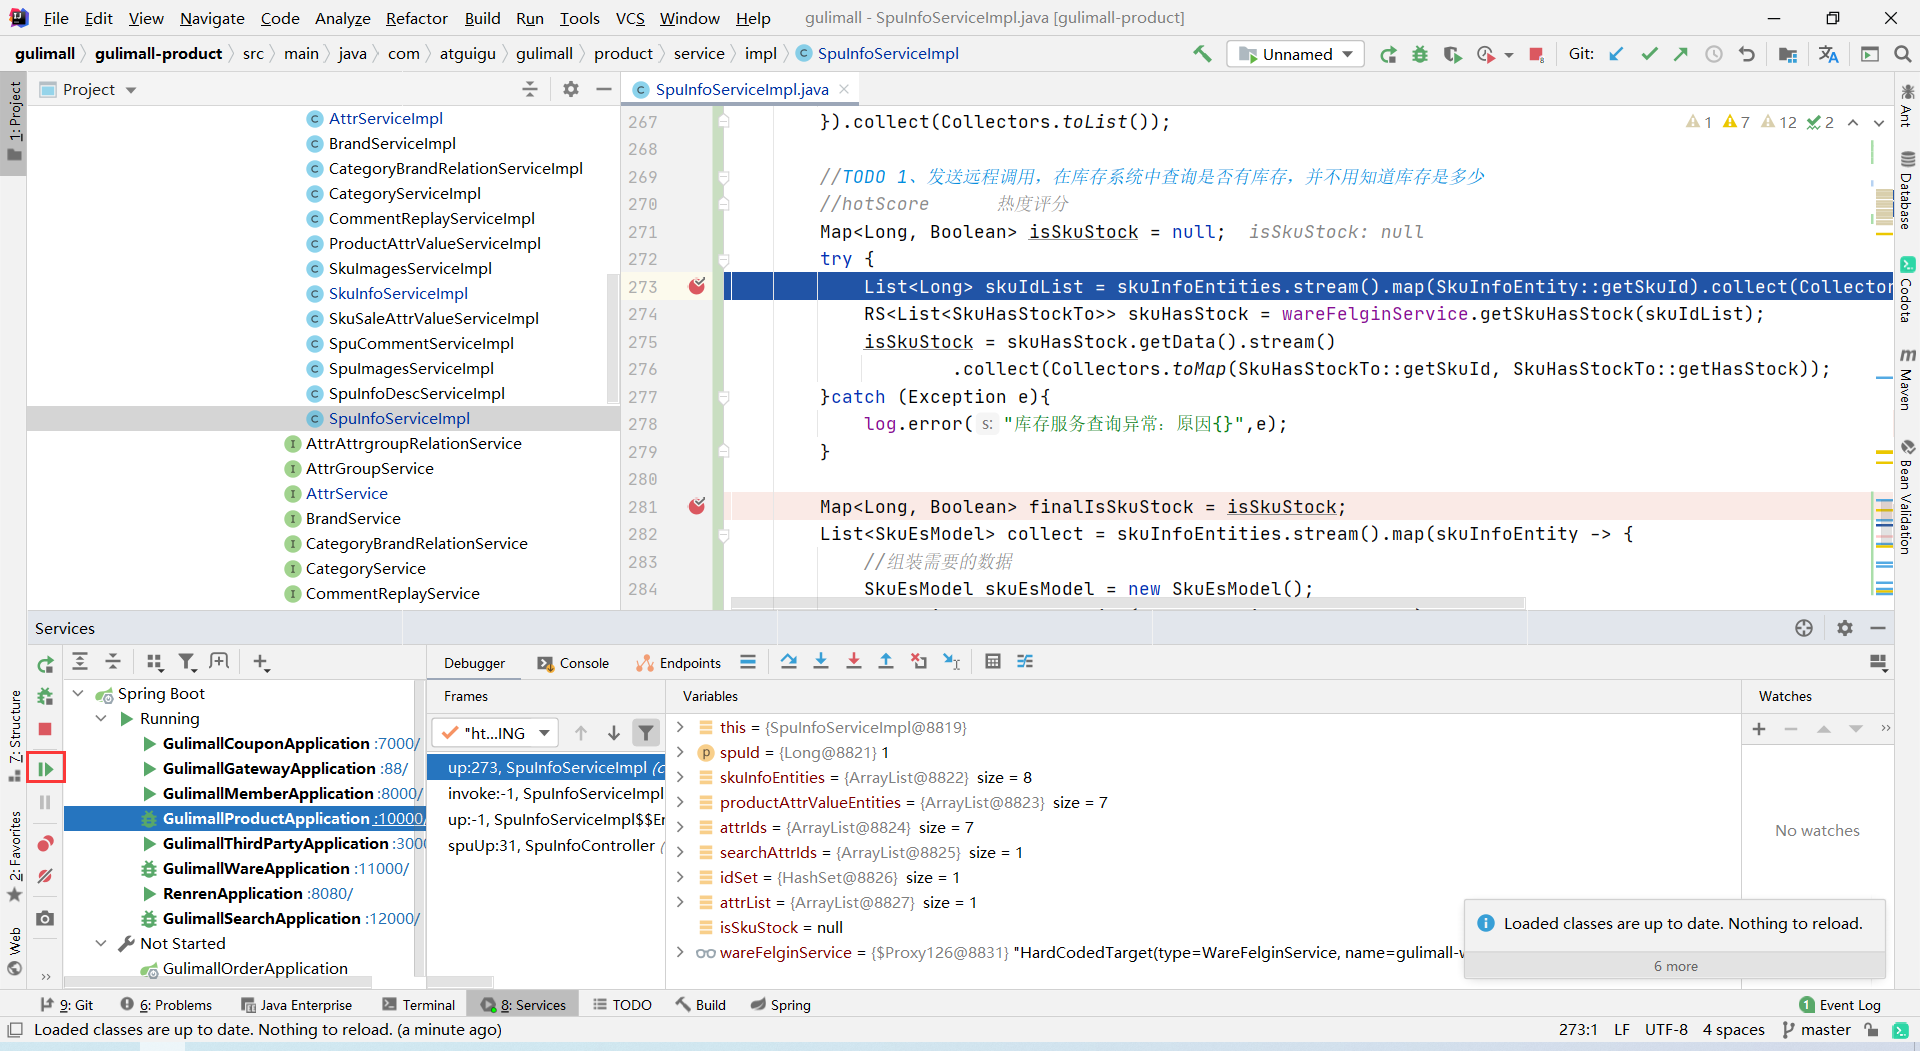 File Edit View Navigate Code Analyze Refactor Build Run Tools VCS Window Help gulimall - SpuInfoServiceImpl.java [gulimall-product]
gulimall gulimall-product src main java com atguigu gulimall product service impl SpuInfoServiceImpl Unnamed Git:
1: Project
Project
AttrServiceImpl
BrandServiceImpl
CategoryBrandRelationServiceImpl
CategoryServiceImpl
CommentReplayServiceImpl
ProductAttrValueServiceImpl
SkuImagesServiceImpl
SkuInfoServiceImpl
SkuSaleAttrValueServiceImpl
SpuCommentServiceImpl
SpuImagesServiceImpl
SpuInfoDescServiceImpl
SpuInfoServiceImpl
AttrAttrgroupRelationService
AttrGroupService
AttrService
BrandService
CategoryBrandRelationService
CategoryService
CommentReplayService
SpuInfoServiceImpl.java
1 7 12 2
267 }).collect(Collectors.toList());
268
269 //TODO 1、发送远程调用，在库存系统中查询是否有库存，并不用知道库存是多少
270 //hotScore 热度评分
271 Map<Long, Boolean> isSkuStock = null; isSkuStock: null
272 try {
273 List<Long> skuIdList = skuInfoEntities.stream().map(SkuInfoEntity::getSkuId).collect(Collector
274 RS<List<SkuHasStockTo>> skuHasStock = wareFelginService.getSkuHasStock(skuIdList);
275 isSkuStock = skuHasStock.getData().stream()
276 .collect(Collectors.toMap(SkuHasStockTo::getSkuId, SkuHasStockTo::getHasStock));
277 }catch (Exception e){
278 log.error( s: "库存服务查询异常：原因{}",e);
279 }
280
281 Map<Long, Boolean> finalIsSkuStock = isSkuStock;
282 List<SkuEsModel> collect = skuInfoEntities.stream().map(skuInfoEntity -> {
283 //组装需要的数据
284 SkuEsModel skuEsModel = new SkuEsModel();
Ant
Database
Codota
Maven
Bean Validation
Services
7: Structure
2: Favorites
Web
Spring Boot
Running
GulimallCouponApplication :7000/
GulimallGatewayApplication :88/
GulimallMemberApplication :8000/
GulimallProductApplication :10000/
GulimallThirdPartyApplication :3000
GulimallWareApplication :11000/
RenrenApplication :8080/
GulimallSearchApplication :12000/
Not Started
GulimallOrderApplication
Debugger Console Endpoints
Frames
"ht...ING
up:273, SpuInfoServiceImpl (c
invoke:-1, SpuInfoServiceImpl
up:-1, SpuInfoServiceImpl$$Er
spuUp:31, SpuInfoController (
Variables
this = {SpuInfoServiceImpl@8819}
p spuId = {Long@8821} 1
skuInfoEntities = {ArrayList@8822} size = 8
productAttrValueEntities = {ArrayList@8823} size = 7
attrIds = {ArrayList@8824} size = 7
searchAttrIds = {ArrayList@8825} size = 1
idSet = {HashSet@8826} size = 1
attrList = {ArrayList@8827} size = 1
isSkuStock = null
wareFelginService = {$Proxy126@8831} "HardCodedTarget(type=WareFelginService, name=gulimall-w
Watches
No watches
Loaded classes are up to date. Nothing to reload.
6 more
9: Git 6: Problems Java Enterprise Terminal 8: Services TODO Build Spring 1 Event Log
Loaded classes are up to date. Nothing to reload. (a minute ago) 273:1 LF UTF-8 4 spaces master